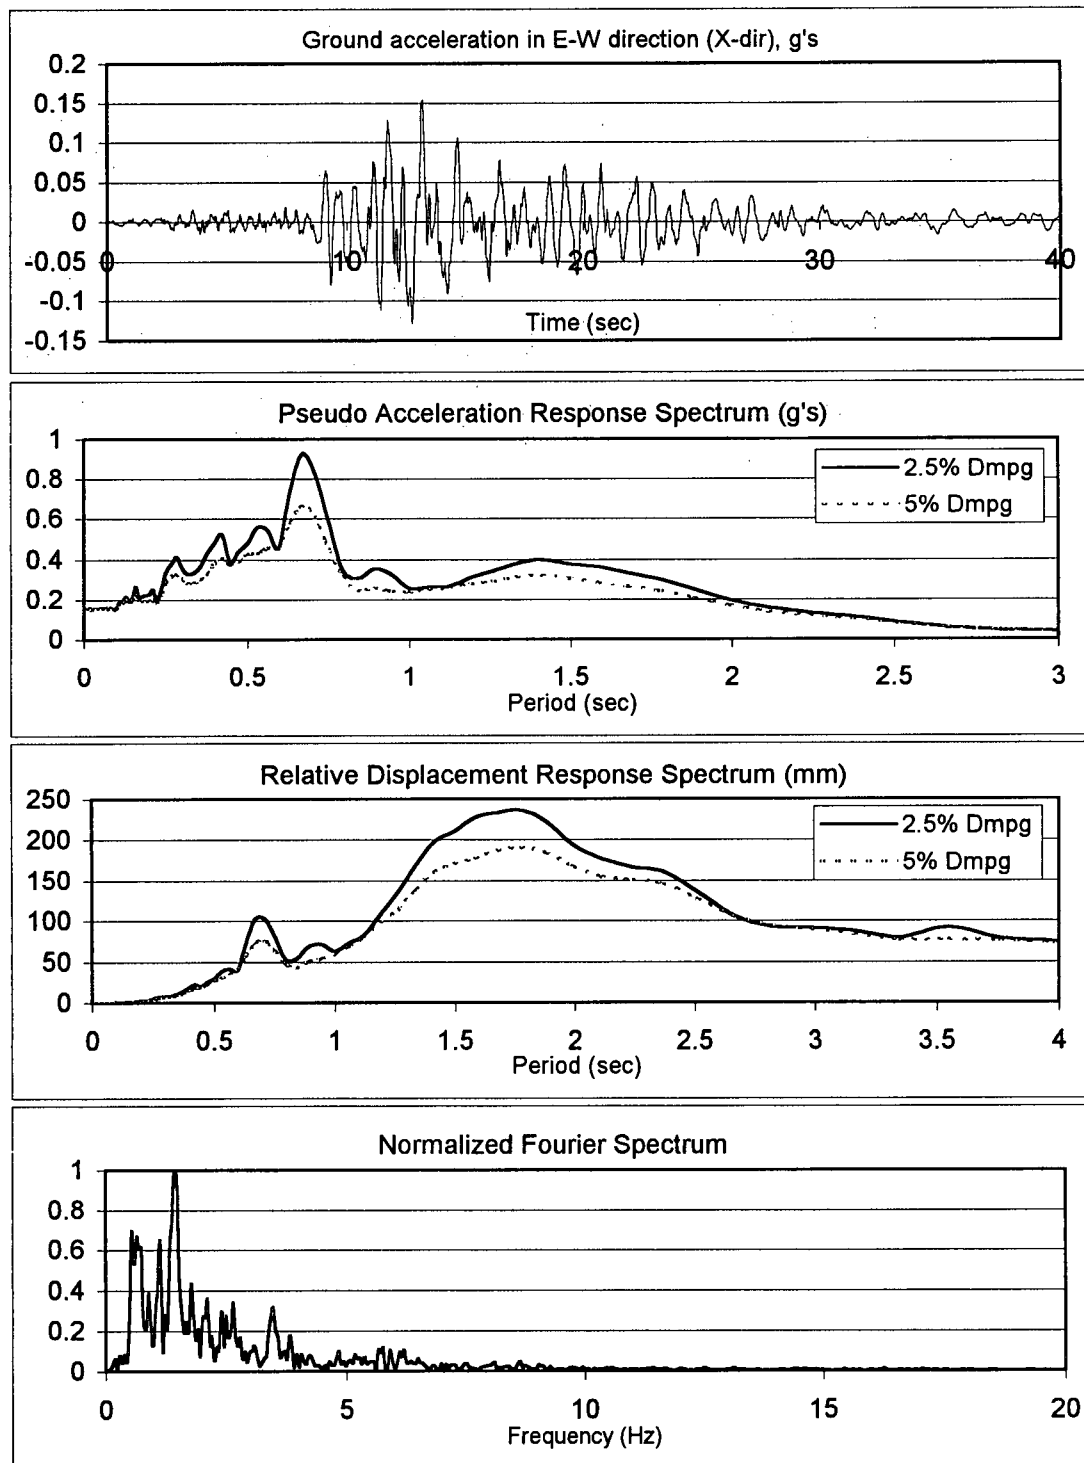 Ground acceleration in E-W direction (X-dir), g's
0.2
0.15
0.1
0.05
0
-0.05
-0.1
-0.15
0 10 20 30 40
Time (sec)
Pseudo Acceleration Response Spectrum (g's)
1
0.8
0.6
0.4
0.2
0
2.5% Dmpg
5% Dmpg
0 0.5 1 1.5 2 2.5 3
Period (sec)
Relative Displacement Response Spectrum (mm)
250
200
150
100
50
0
2.5% Dmpg
5% Dmpg
0 0.5 1 1.5 2 2.5 3 3.5 4
Period (sec)
Normalized Fourier Spectrum
1
0.8
0.6
0.4
0.2
0
0 5 10 15 20
Frequency (Hz)